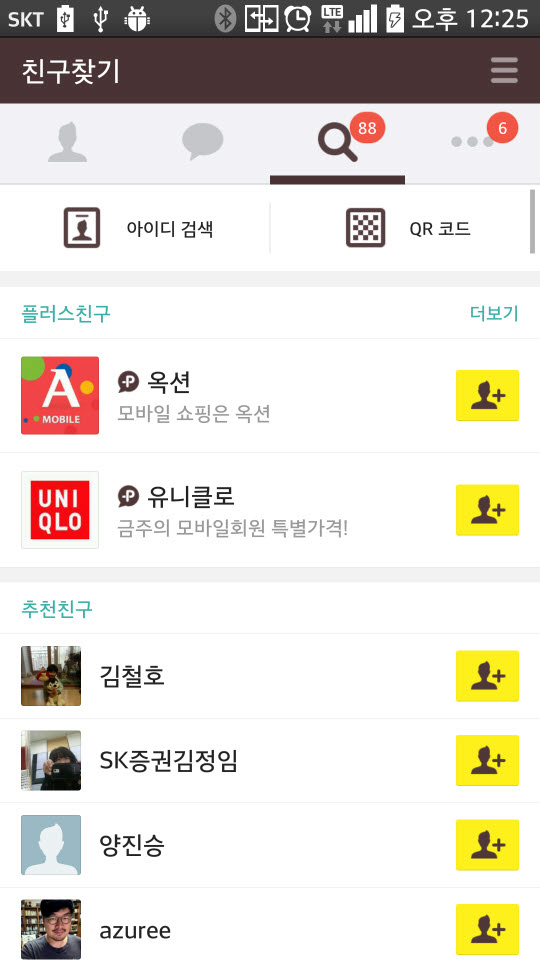 SKT LTE 오후 12:25
친구찾기
88
6
아이디 검색
QR 코드
플러스친구
더보기
A
MOBILE
옥션
모바일 쇼핑은 옥션
UNI
QLO
유니클로
금주의 모바일회원 특별가격!
추천친구
김철호
SK증권김정임
양진승
azuree